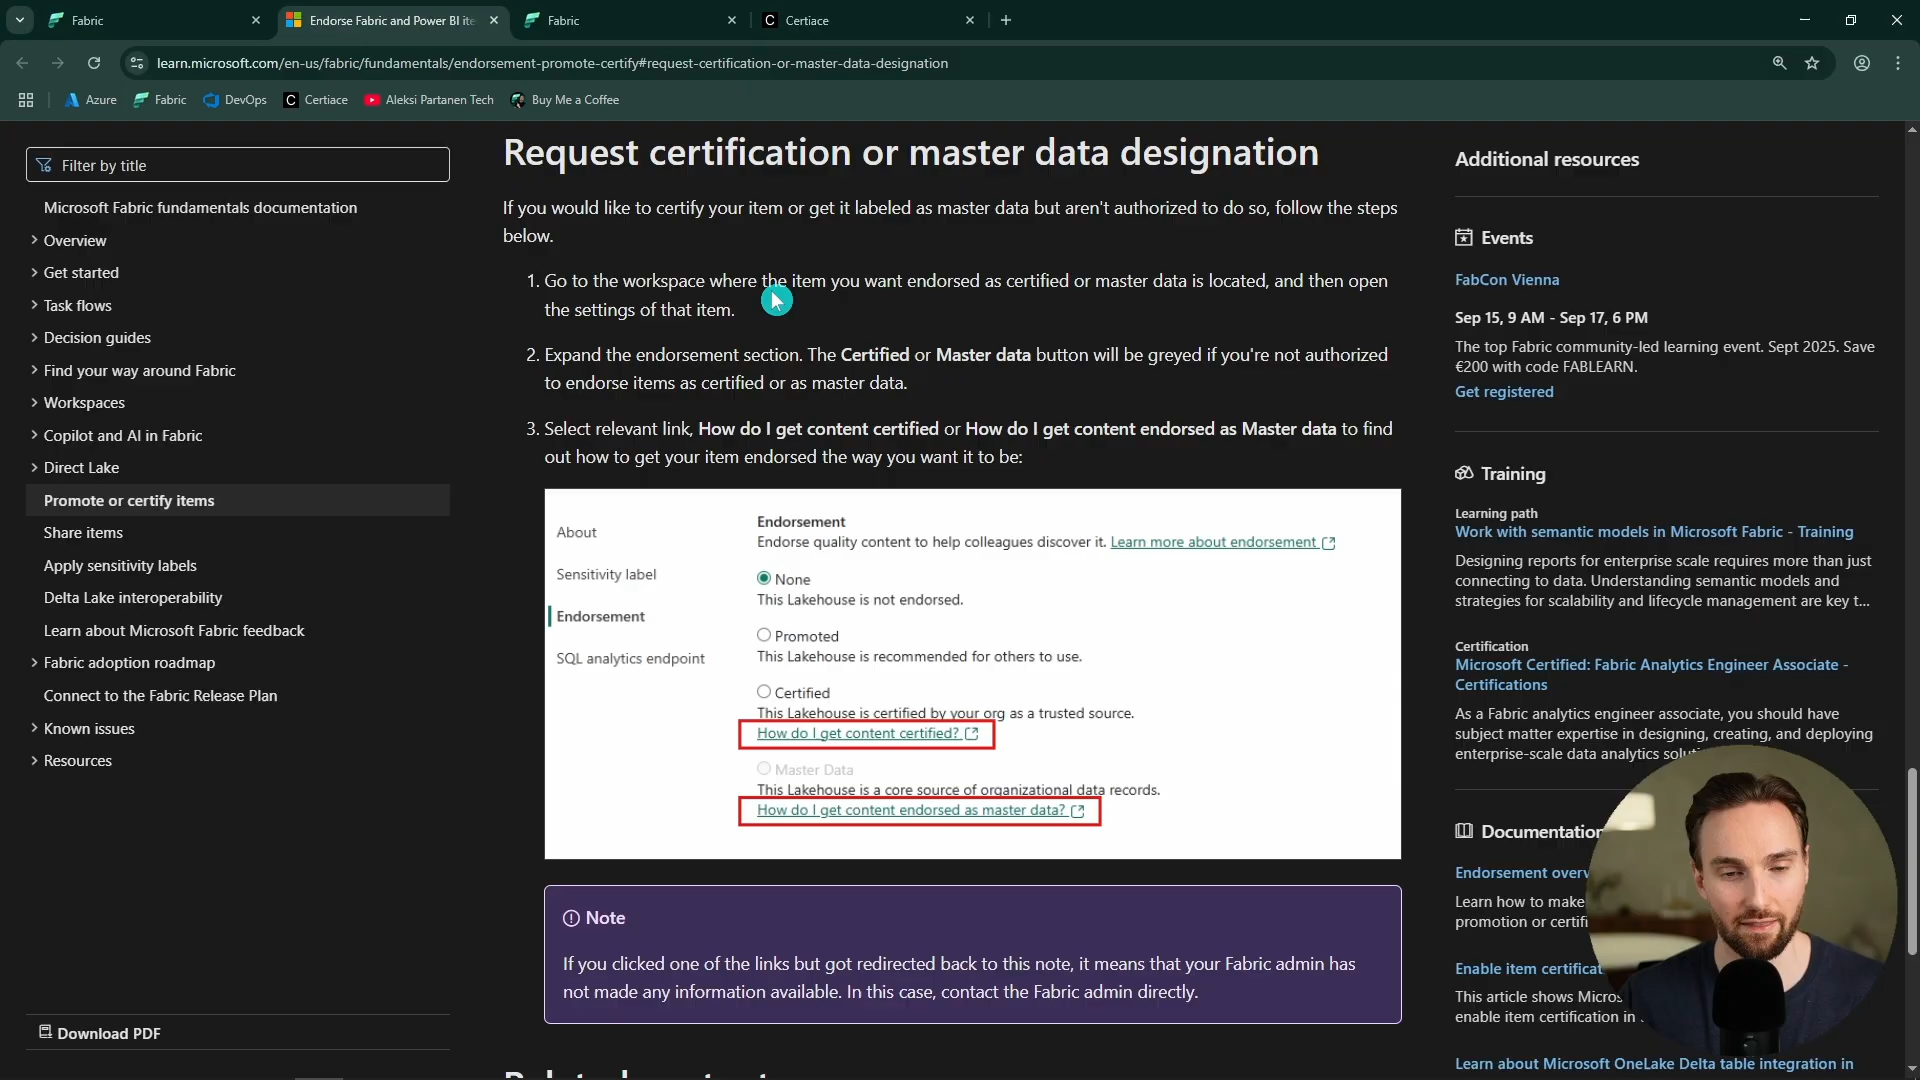 Fabric
Endorse Fabric and Power BI ite
Fabric
Certiace
learn.microsoft.com/en-us/fabric/fundamentals/endorsement-promote-certify#request-certification-or-master-data-designation
Azure
Fabric
DevOps
Certiace
Aleksi Partanen Tech
Buy Me a Coffee
Filter by title
Microsoft Fabric fundamentals documentation
Overview
Get started
Task flows
Decision guides
Find your way around Fabric
Workspaces
Copilot and AI in Fabric
Direct Lake
Promote or certify items
Share items
Apply sensitivity labels
Delta Lake interoperability
Learn about Microsoft Fabric feedback
Fabric adoption roadmap
Connect to the Fabric Release Plan
Known issues
Resources
Download PDF
Request certification or master data designation
If you would like to certify your item or get it labeled as master data but aren't authorized to do so, follow the steps
below.
1. Go to the workspace where the item you want endorsed as certified or master data is located, and then open
the settings of that item.
2. Expand the endorsement section. The Certified or Master data button will be greyed if you're not authorized
to endorse items as certified or as master data.
3. Select relevant link, How do I get content certified or How do I get content endorsed as Master data to find
out how to get your item endorsed the way you want it to be:
About
Sensitivity label
Endorsement
SQL analytics endpoint
Endorsement
Endorse quality content to help colleagues discover it. Learn more about endorsement
None
This Lakehouse is not endorsed.
Promoted
This Lakehouse is recommended for others to use.
Certified
This Lakehouse is certified by your org as a trusted source.
How do I get content certified?
Master Data
This Lakehouse is a core source of organizational data records.
How do I get content endorsed as master data?
Note
If you clicked one of the links but got redirected back to this note, it means that your Fabric admin has
not made any information available. In this case, contact the Fabric admin directly.
Additional resources
Events
FabCon Vienna
Sep 15, 9 AM - Sep 17, 6 PM
The top Fabric community-led learning event. Sept 2025. Save
€200 with code FABLEARN.
Get registered
Training
Learning path
Work with semantic models in Microsoft Fabric - Training
Designing reports for enterprise scale requires more than just
connecting to data. Understanding semantic models and
strategies for scalability and lifecycle management are key t...
Certification
Microsoft Certified: Fabric Analytics Engineer Associate -
Certifications
As a Fabric analytics engineer associate, you should have
subject matter expertise in designing, creating, and deploying
enterprise-scale data analytics
Documentation
Endorsement
Learn how to make
promotion or
Enable item
This article shows
enable item certification in
Learn about Microsoft OneLake Delta table integration in